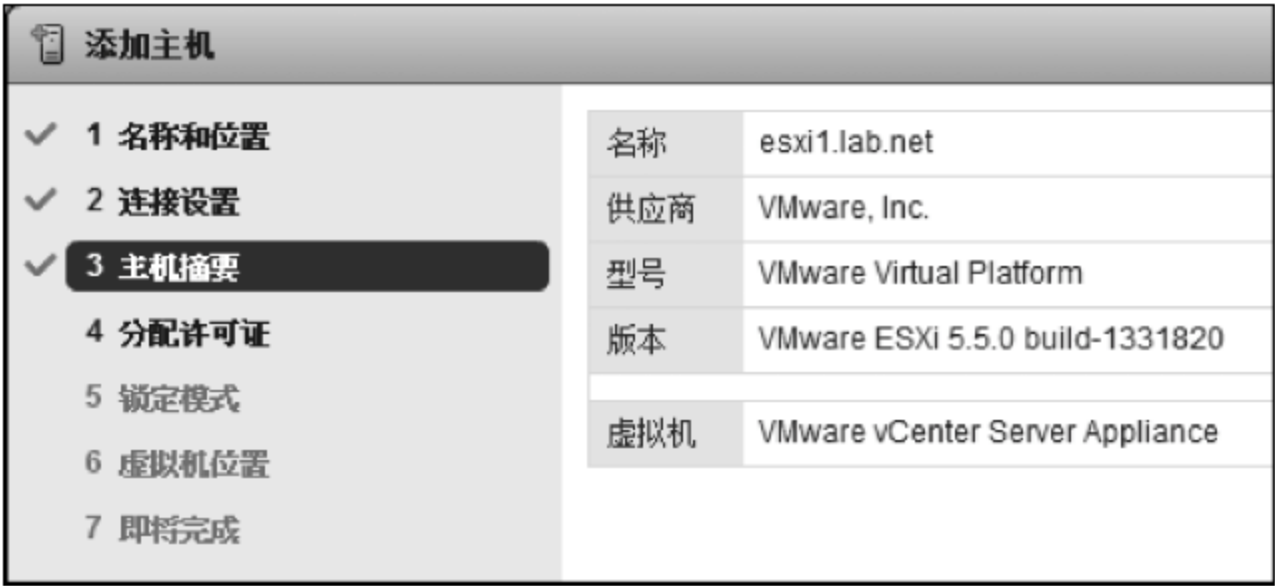 添加主机
1 名称和位置
2 连接设置
3 主机摘要
4 分配许可证
5 锁定模式
6 虚拟机位置
7 即将完成
名称 esxi1.lab.net
供应商 VMware, Inc.
型号 VMware Virtual Platform
版本 VMware ESXi 5.5.0 build-1331820
虚拟机 VMware vCenter Server Appliance